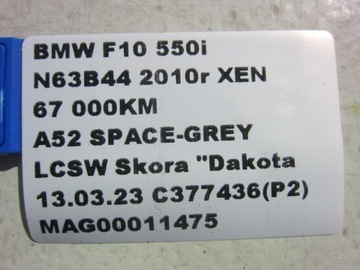 BMW F10 550i
N63B44 2010r XEN
67 000KM
A52 SPACE-GREY
LCSW Skora "Dakota
13.03.23 C377436(P2)
MAG00011475